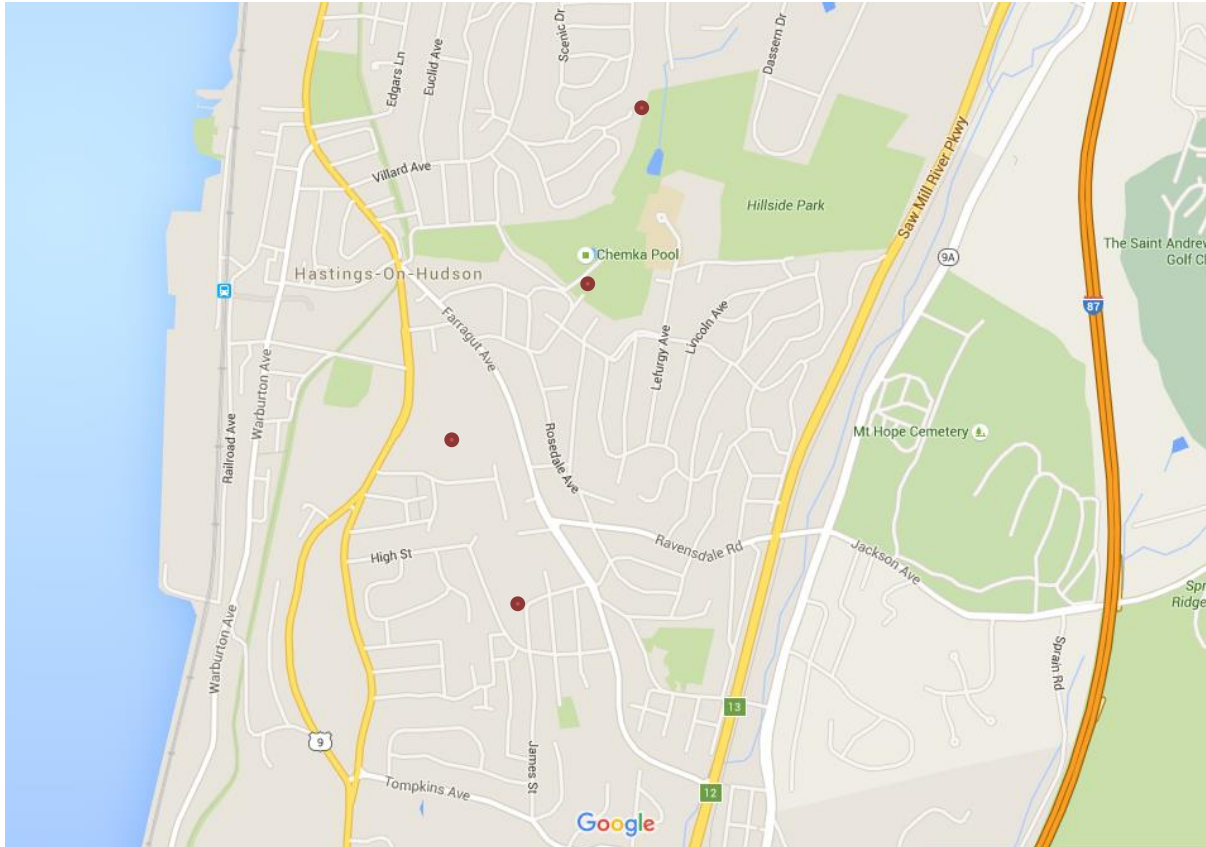 Scenic Dr
Dassern Dr
Edgars Ln
Euclid Ave
Villard Ave
Saw Mill River Pkwy
Hillside Park
Chemka Pool
9A
The Saint Andrew
Golf Cl
Hastings-On-Hudson
87
Farragut Ave
Lincoln Ave
Lefurgy Ave
Warburton Ave
Railroad Ave
Rosedale Ave
Mt Hope Cemetery
Ravensdale Rd
Jackson Ave
High St
Spr
Ridge
Warburton Ave
Sprain Rd
13
9
James St
Tompkins Ave
12
Google